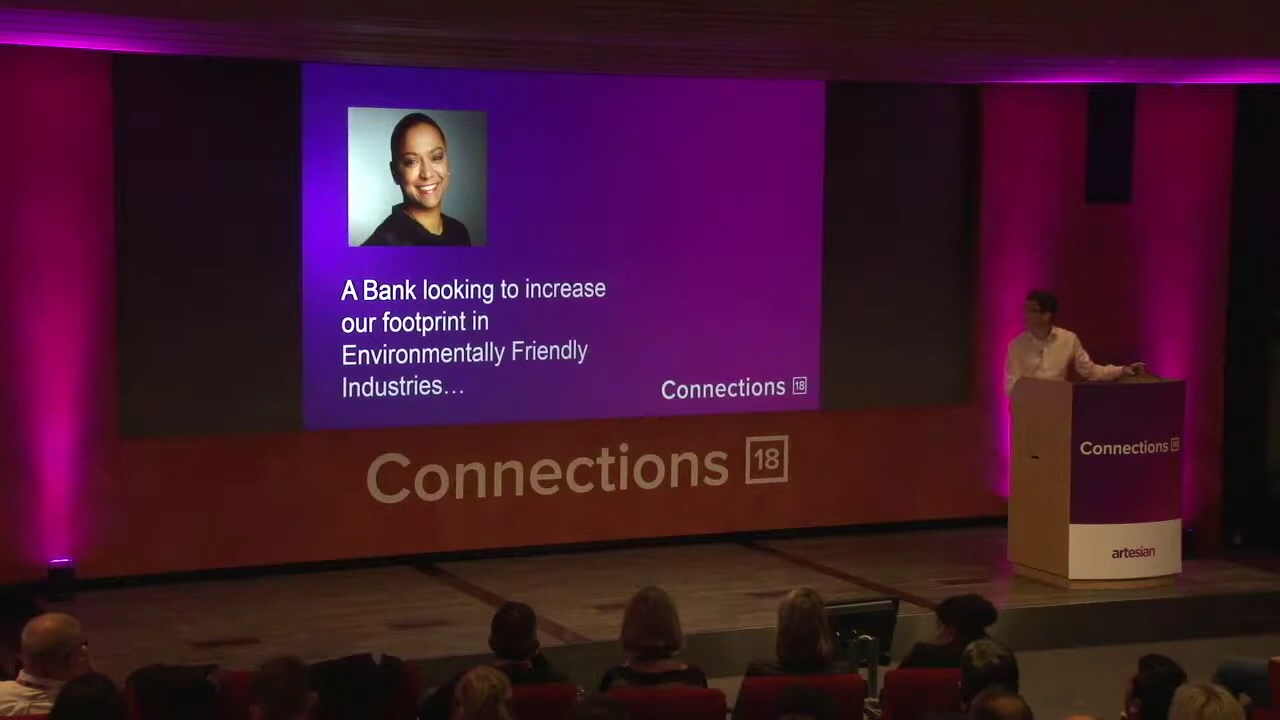 A Bank looking to increase
our footprint in
Environmentally Friendly
Industries…
Connections 18
Connections 18
Connections 18
artesian